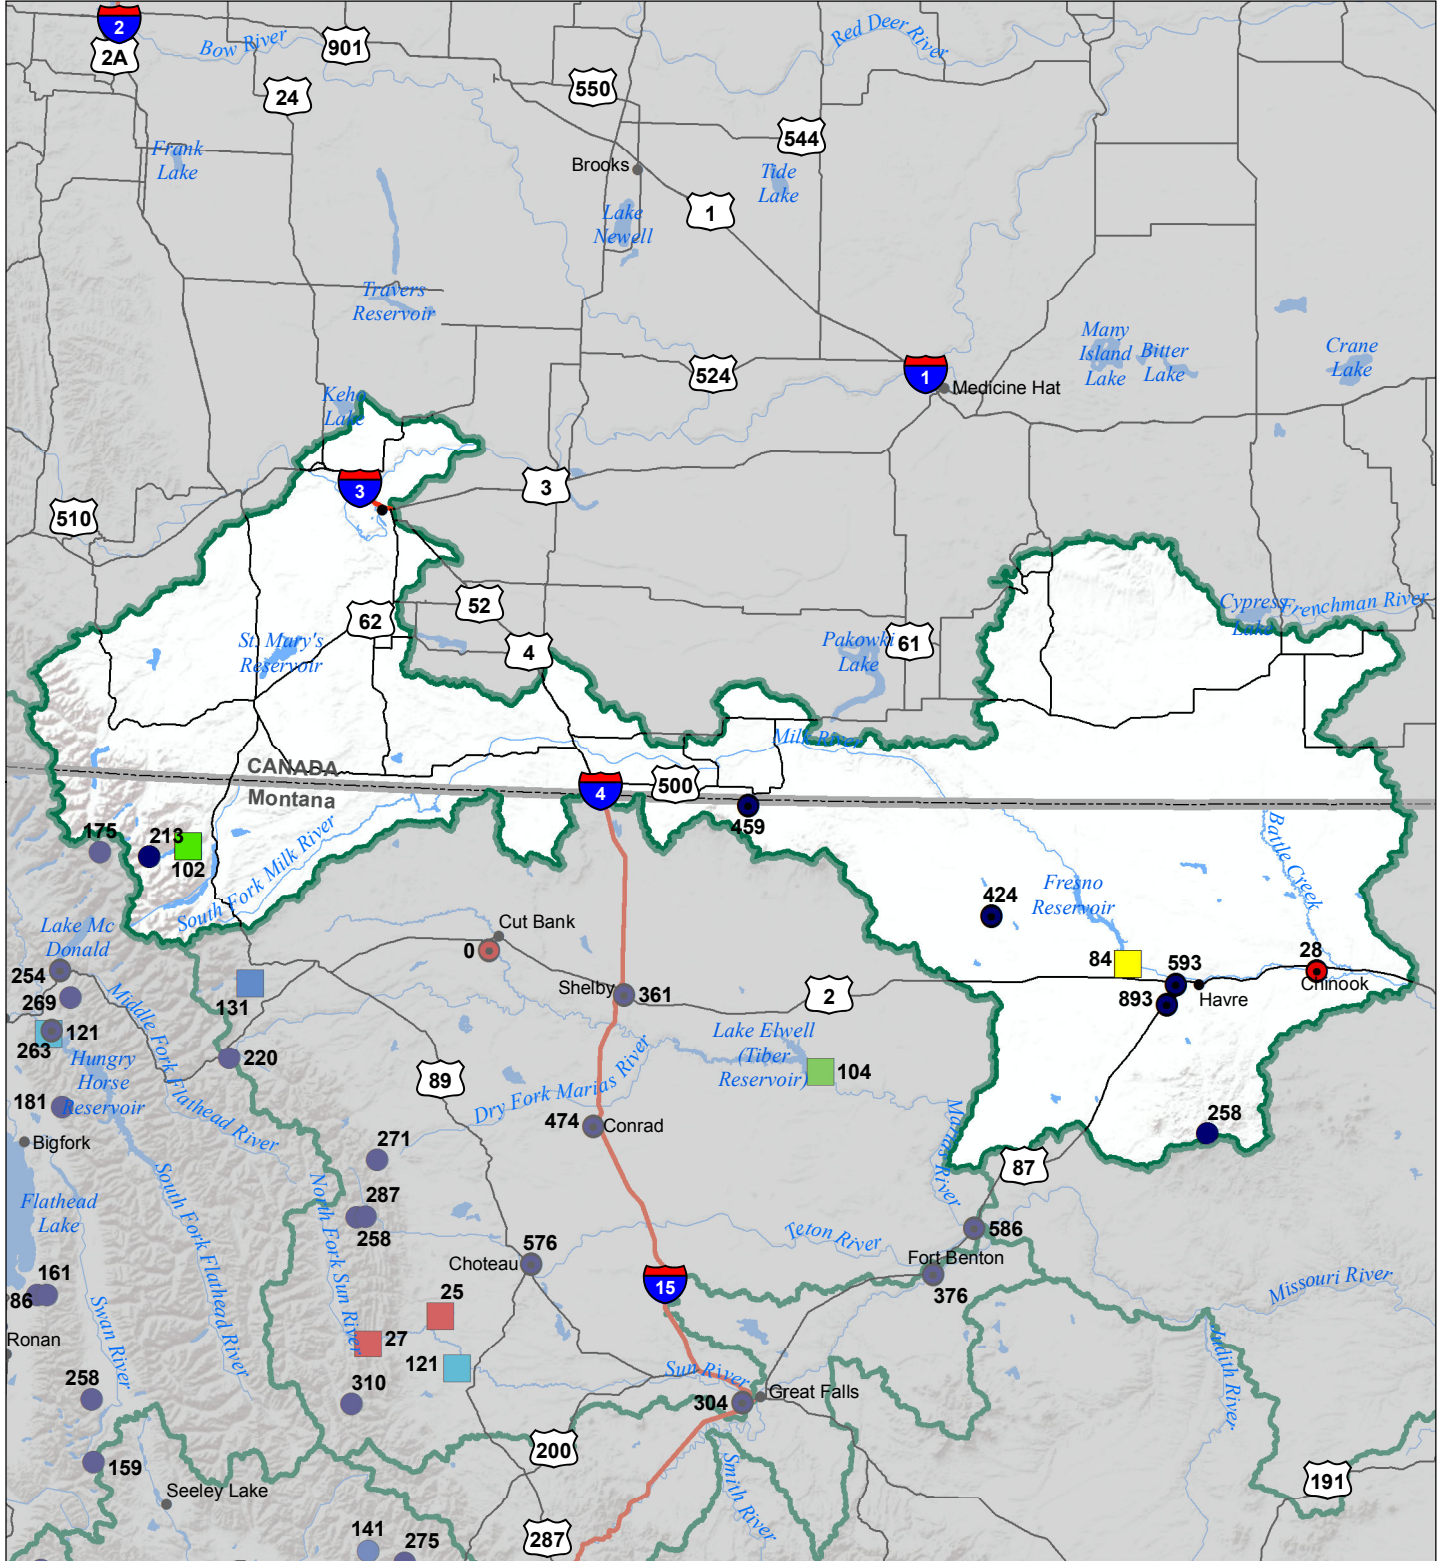 2
2A
Bow River
901
Red Deer River
24
550
544
Frank
Lake
Brooks
Tide
Lake
Lake
Newell
1
Travers
Reservoir
Many
Island
Lake
Bitter
Lake
Crane
Lake
524
1
Medicine Hat
Keho
Lake
3
3
510
52
62
St. Mary's
Reservoir
4
Pakowki
Lake
61
Cypress
Lake
Frenchman River
Milk River
CANADA
Montana
4
500
459
175
213
102
South Fork Milk River
Battle Creek
Fresno
Reservoir
424
Lake Mc
Donald
Cut Bank
0
254
269
131
Shelby
361
2
84
593
893
Havre
28
Chinook
121
263
Middle Fork Flathead River
Hungry
Horse
Reservoir
220
89
Lake Elwell
(Tiber
Reservoir)
104
Dry Fork Marias River
181
Bigfork
474
Conrad
Marias River
258
271
87
Flathead
Lake
South Fork Flathead River
North Fork Sun River
287
258
576
Choteau
Teton River
586
Fort Benton
376
161
86
Swan River
15
Missouri River
25
27
121
Ronan
Judith River
258
310
Sun River
304
Great Falls
200
159
Seeley Lake
Smith River
191
141
275
287